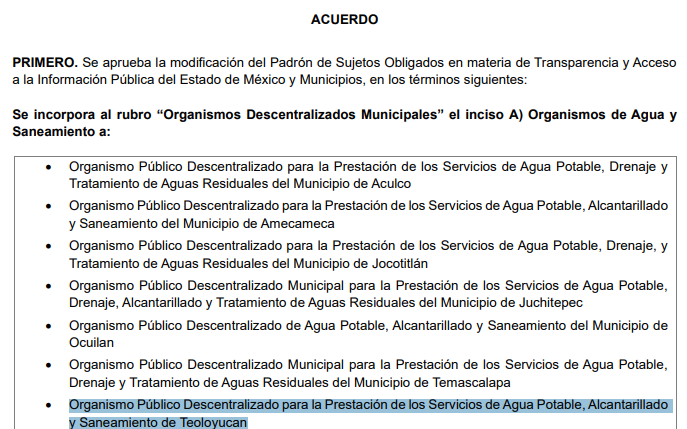 ACUERDO
PRIMERO. Se aprueba la modificación del Padrón de Sujetos Obligados en materia de Transparencia y Acceso
a la Información Pública del Estado de México y Municipios, en los términos siguientes:
Se incorpora al rubro “Organismos Descentralizados Municipales” el inciso A) Organismos de Agua y
Saneamiento a:
• Organismo Público Descentralizado para la Prestación de los Servicios de Agua Potable, Drenaje y
Tratamiento de Aguas Residuales del Municipio de Aculco
• Organismo Público Descentralizado para la Prestación de los Servicios de Agua Potable, Alcantarillado
y Saneamiento del Municipio de Amecameca
• Organismo Público Descentralizado para la Prestación de los Servicios de Agua Potable, Drenaje, y
Tratamiento de Aguas Residuales del Municipio de Jocotitlán
• Organismo Público Descentralizado Municipal para la Prestación de los Servicios de Agua Potable,
Drenaje, Alcantarillado y Tratamiento de Aguas Residuales del Municipio de Juchitepec
• Organismo Público Descentralizado de Agua Potable, Alcantarillado y Saneamiento del Municipio de
Ocuilan
• Organismo Público Descentralizado Municipal para la Prestación de los Servicios de Agua Potable,
Drenaje y Tratamiento de Aguas Residuales del Municipio de Temascalapa
• Organismo Público Descentralizado para la Prestación de los Servicios de Agua Potable, Alcantarillado
y Saneamiento de Teoloyucan